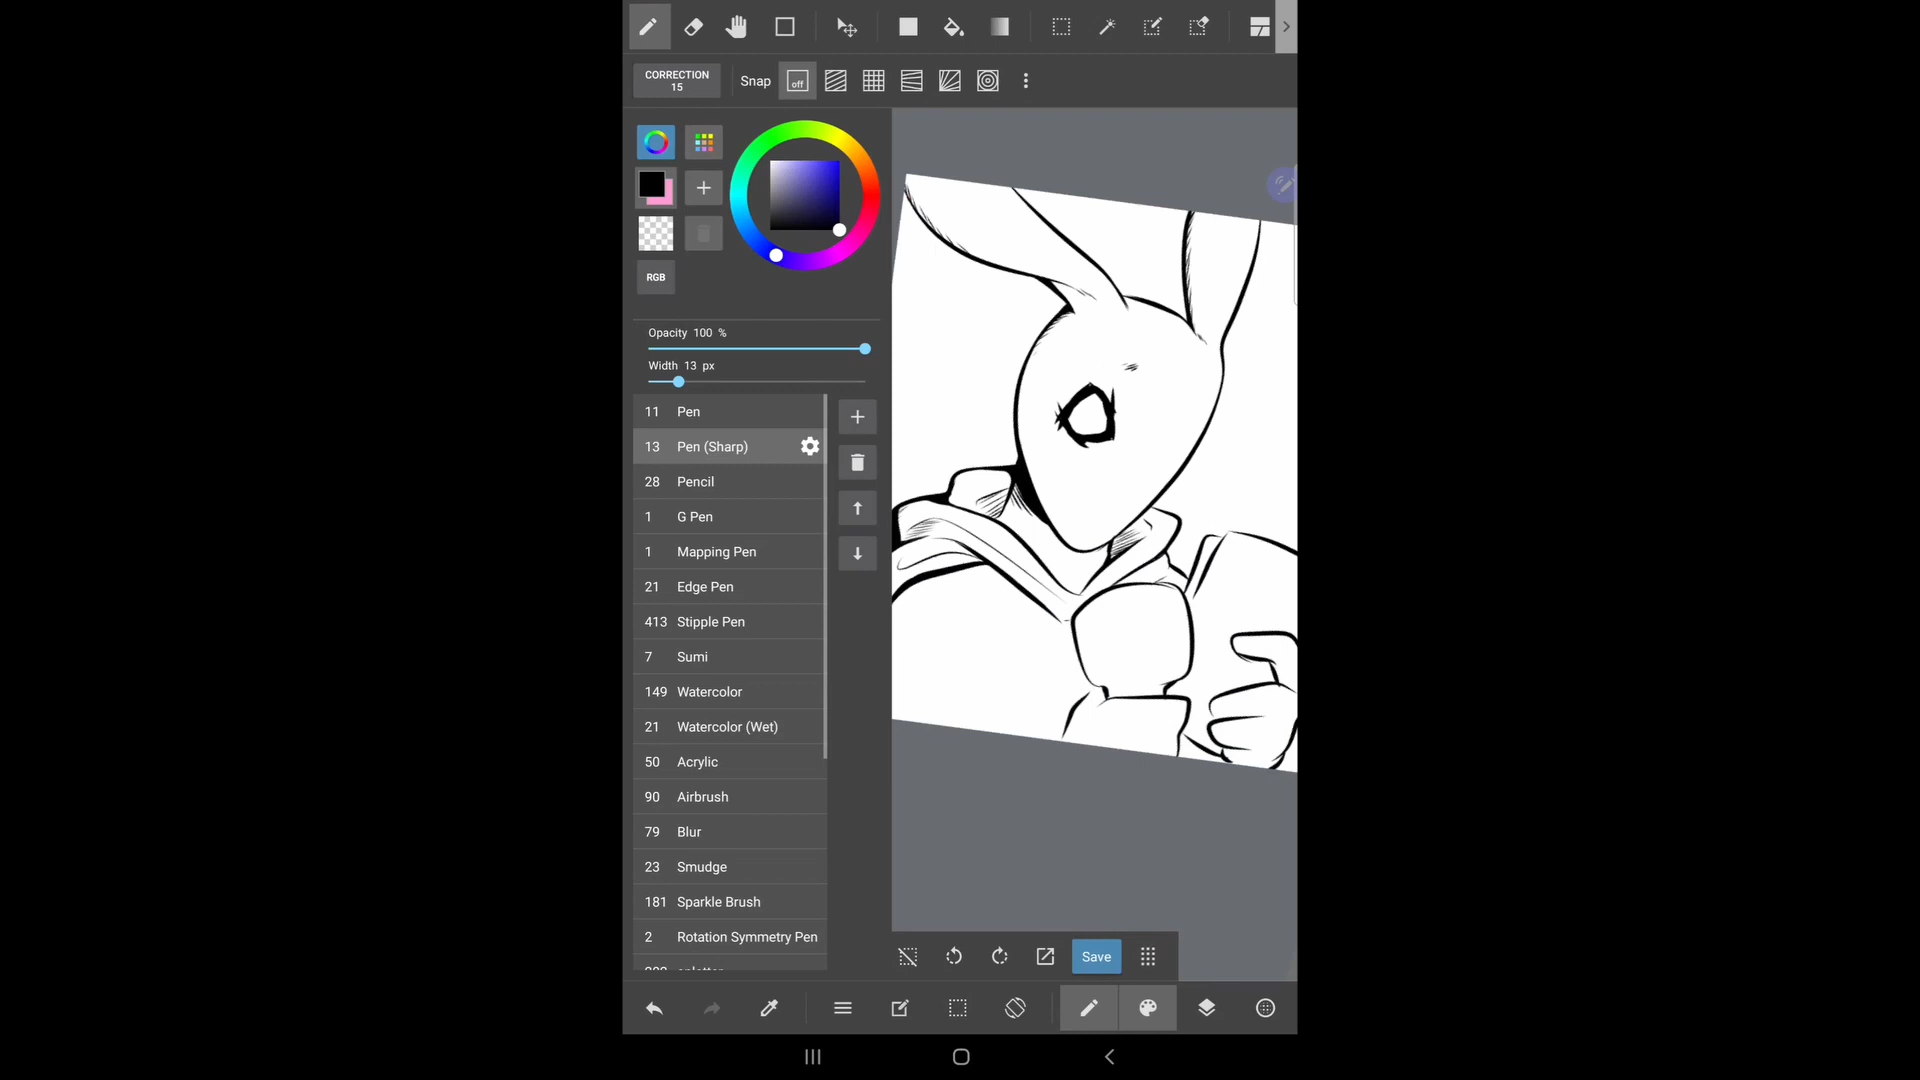 CORRECTION
15
Snap
off
RGB
Opacity 100 %
Width 13 px
11 Pen
13 Pen (Sharp)
28 Pencil
1 G Pen
1 Mapping Pen
21 Edge Pen
413 Stipple Pen
7 Sumi
149 Watercolor
21 Watercolor (Wet)
50 Acrylic
90 Airbrush
79 Blur
23 Smudge
181 Sparkle Brush
2 Rotation Symmetry Pen
Save